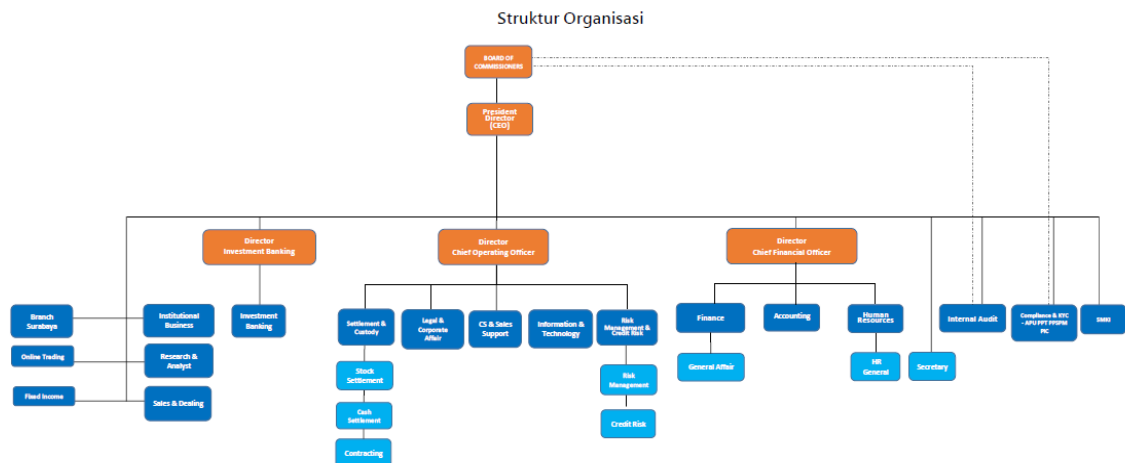 Struktur Organisasi
BOARD OF
COMMISSIONERS
President
Director
(CEO)
Director
Investment Banking
Director
Chief Operating Officer
Director
Chief Financial Officer
Branch
Surabaya
Institutional
Business
Investment
Banking
Settlement &
Custody
Legal &
Corporate
Affair
CS & Sales
Support
Information &
Technology
Risk
Management &
Credit Risk
Finance
Accounting
Human
Resources
Internal Audit
Compliance & KYC
- APU PPT PPSPM
PIC
SMKI
Online Trading
Research &
Analyst
Stock
Settlement
Risk
Management
General Affair
HR
General
Secretary
Fixed Income
Sales & Dealing
Cash
Settlement
Credit Risk
Contracting